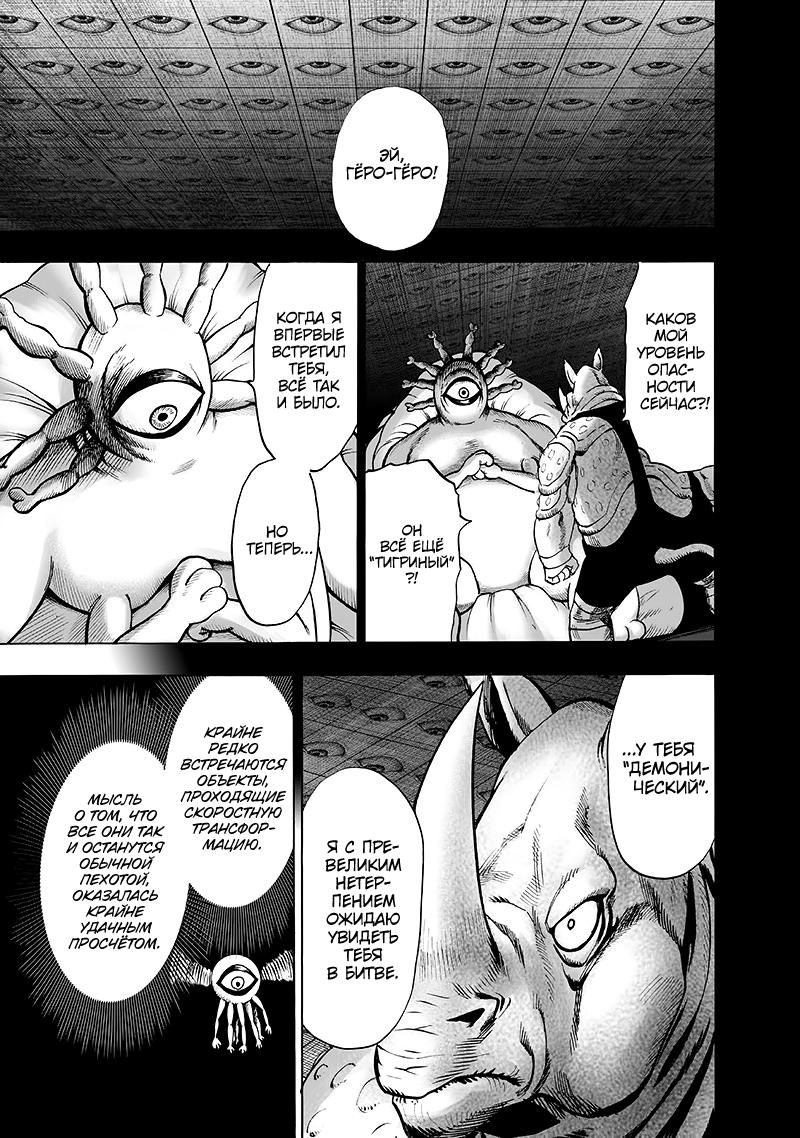 ЭЙ,
ГЁРО-ГЁРО!
КАКОВ
МОЙ
УРОВЕНЬ
ОПАС-
НОСТИ
СЕЙЧАС?!
ОН
ВСЁ ЕЩЁ
"ТИГРИНЫЙ"
?!
КОГДА Я
ВПЕРВЫЕ
ВСТРЕТИЛ
ТЕБЯ,
ВСЁ ТАК
И БЫЛО.
НО
ТЕПЕРЬ...
...У ТЕБЯ
"ДЕМОНИ-
ЧЕСКИЙ".
Я С ПРЕ-
ВЕЛИКИМ
НЕТЕР-
ПЕНИЕМ
ОЖИДАЮ
УВИДЕТЬ
ТЕБЯ
В БИТВЕ.
КРАЙНЕ
РЕДКО
ВСТРЕЧАЮТСЯ
ОБЪЕКТЫ,
ПРОХОДЯЩИЕ
СКОРОСТНУЮ
ТРАНСФОР-
МАЦИЮ.
МЫСЛЬ
О ТОМ, ЧТО
ВСЕ ОНИ ТАК
И ОСТАНУТСЯ
ОБЫЧНОЙ
ПЕХОТОЙ,
ОКАЗАЛАСЬ
КРАЙНЕ
УДАЧНЫМ
ПРОСЧЁТОМ.